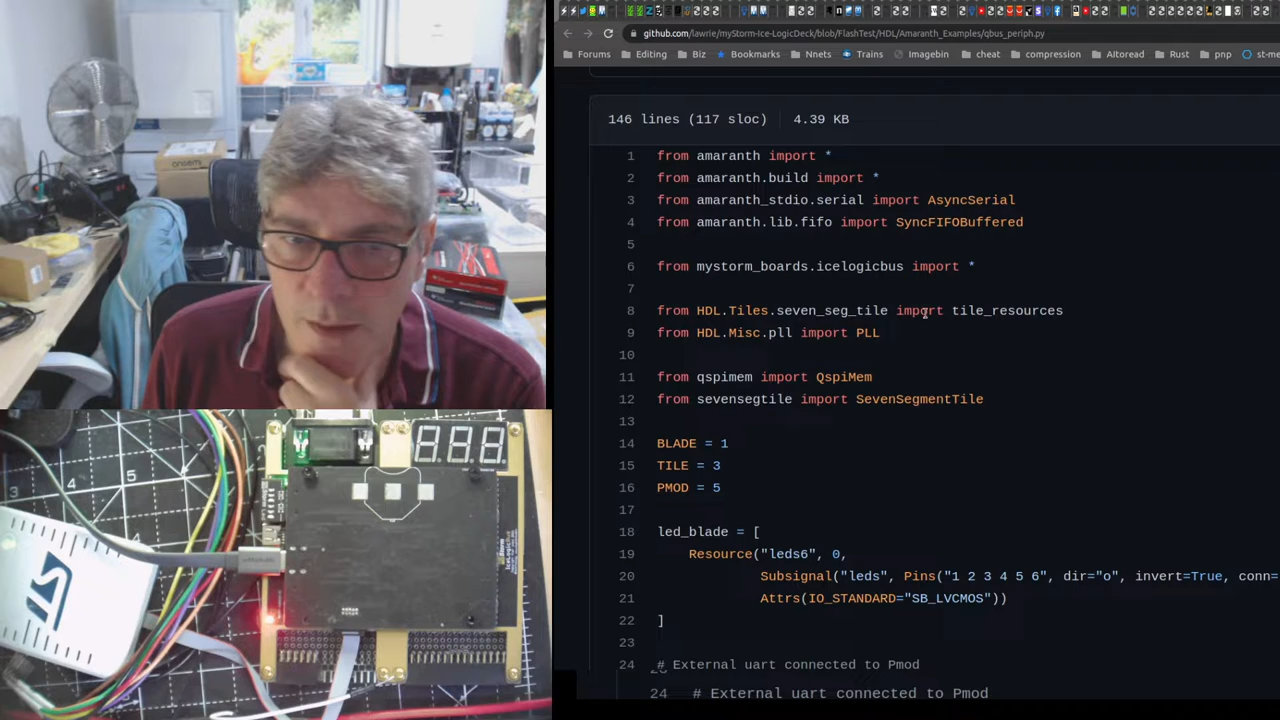 github.com/lawrie/myStorm-Ice-LogicDeck/blob/FlashTest/HDL/Amaranth_Examples/qbus_periph.py
Forums Editing Biz Bookmarks Nnets Trains Imagebin cheat compression Altoread Rust pnp st-me
146 lines (117 sloc) 4.39 KB
1 from amaranth import *
2 from amaranth.build import *
3 from amaranth_stdio.serial import AsyncSerial
4 from amaranth.lib.fifo import SyncFIFOBuffered
5
6 from mystorm_boards.icelogicbus import *
7
8 from HDL.Tiles.seven_seg_tile import tile_resources
9 from HDL.Misc.pll import PLL
10
11 from qspimem import QspiMem
12 from sevensegtile import SevenSegmentTile
13
14 BLADE = 1
15 TILE = 3
16 PMOD = 5
17
18 led_blade = [
19 Resource("leds6", 0,
20 Subsignal("leds", Pins("1 2 3 4 5 6", dir="o", invert=True, conn=
21 Attrs(IO_STANDARD="SB_LVCMOS"))
22 ]
23
24 # External uart connected to Pmod
24 # External uart connected to Pmod
onsemi